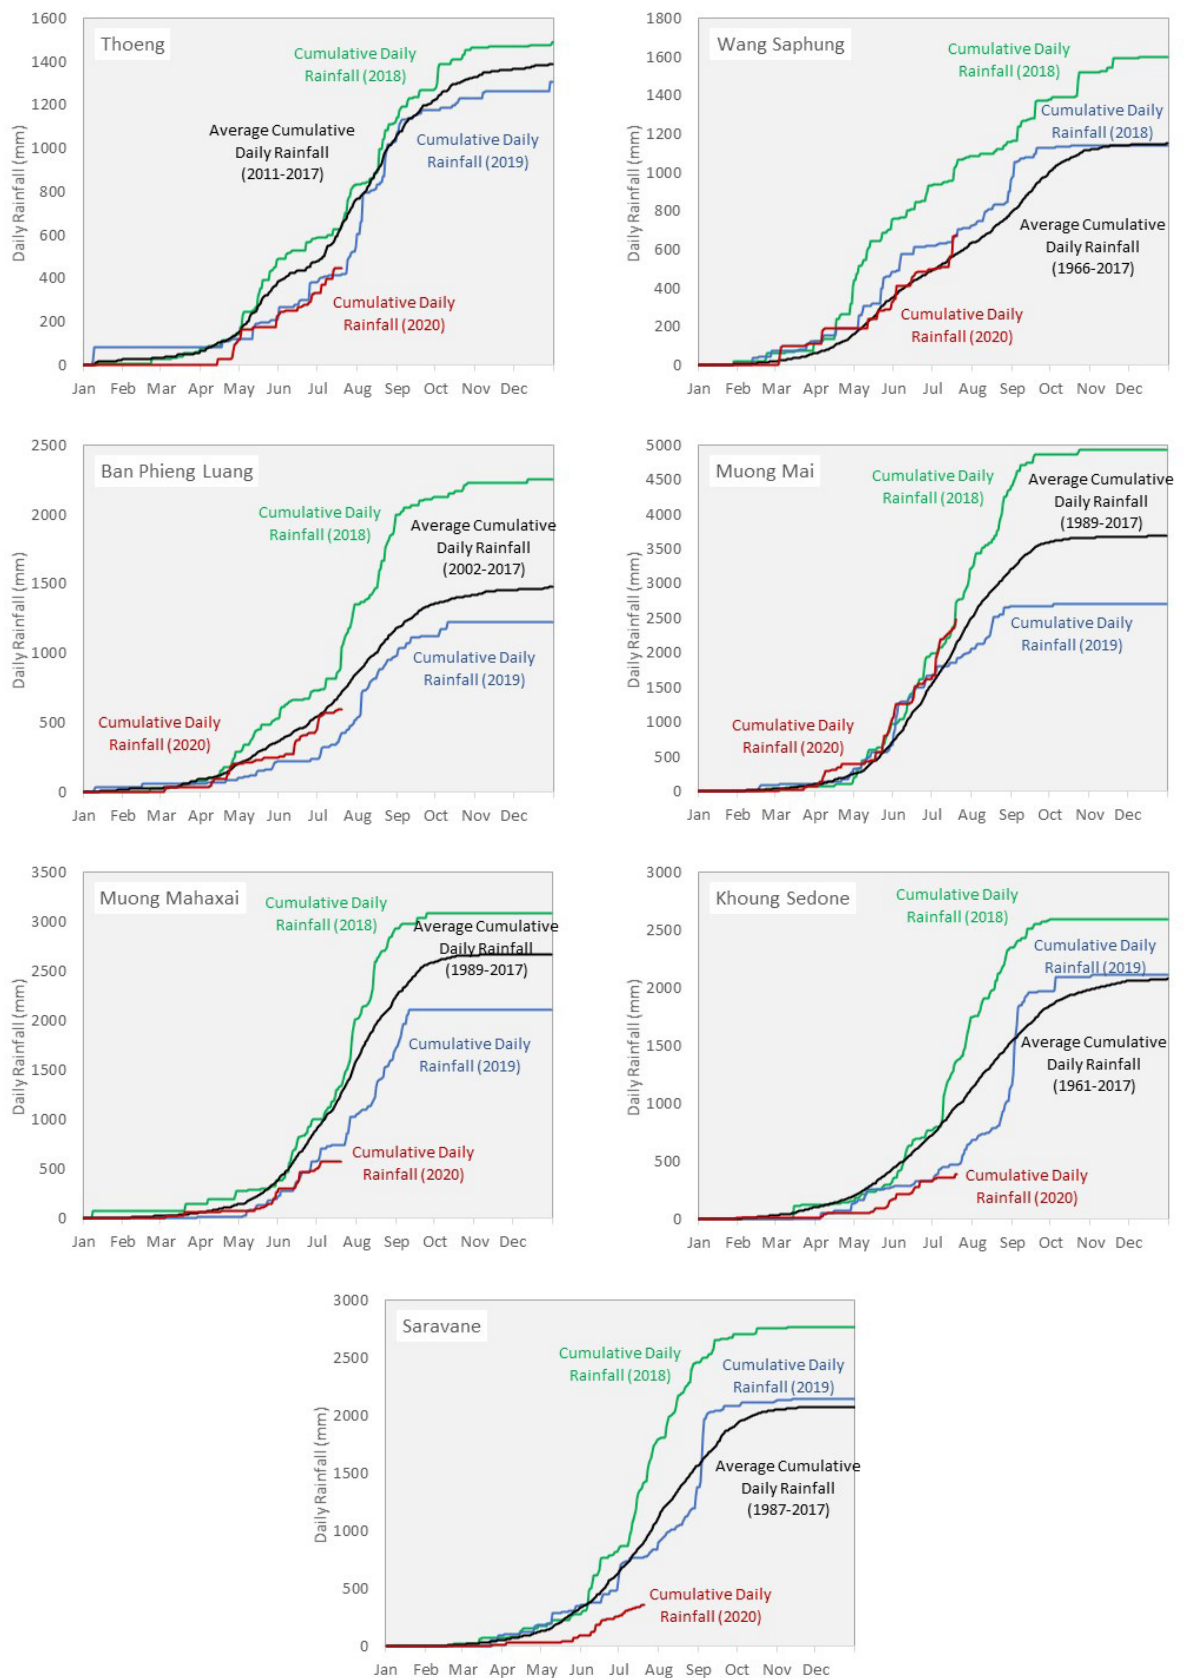 Thoeng
Daily Rainfall (mm)
1600
1400
1200
1000
800
600
400
200
0
Cumulative Daily
Rainfall (2018)
Average Cumulative
Daily Rainfall
(2011-2017)
Cumulative Daily
Rainfall (2019)
Cumulative Daily
Rainfall (2020)
Jan Feb Mar Apr May Jun Jul Aug Sep Oct Nov Dec
Wang Saphung
Daily Rainfall (mm)
1800
1600
1400
1200
1000
800
600
400
200
0
Cumulative Daily
Rainfall (2018)
Cumulative Daily
Rainfall (2018)
Average Cumulative
Daily Rainfall
(1966-2017)
Cumulative Daily
Rainfall (2020)
Jan Feb Mar Apr May Jun Jul Aug Sep Oct Nov Dec
Ban Phieng Luang
Daily Rainfall (mm)
2500
2000
1500
1000
500
0
Cumulative Daily
Rainfall (2018)
Average Cumulative
Daily Rainfall
(2002-2017)
Cumulative Daily
Rainfall (2019)
Cumulative Daily
Rainfall (2020)
Jan Feb Mar Apr May Jun Jul Aug Sep Oct Nov Dec
Muong Mai
Daily Rainfall (mm)
5000
4500
4000
3500
3000
2500
2000
1500
1000
500
0
Cumulative Daily
Rainfall (2018)
Average Cumulative
Daily Rainfall
(1989-2017)
Cumulative Daily
Rainfall (2019)
Cumulative Daily
Rainfall (2020)
Jan Feb Mar Apr May Jun Jul Aug Sep Oct Nov Dec
Muong Mahaxai
Daily Rainfall (mm)
3500
3000
2500
2000
1500
1000
500
0
Cumulative Daily
Rainfall (2018)
Average Cumulative
Daily Rainfall
(1989-2017)
Cumulative Daily
Rainfall (2019)
Cumulative Daily
Rainfall (2020)
Jan Feb Mar Apr May Jun Jul Aug Sep Oct Nov Dec
Khoung Sedone
Daily Rainfall (mm)
3000
2500
2000
1500
1000
500
0
Cumulative Daily
Rainfall (2018)
Cumulative Daily
Rainfall (2019)
Average Cumulative
Daily Rainfall
(1961-2017)
Cumulative Daily
Rainfall (2020)
Jan Feb Mar Apr May Jun Jul Aug Sep Oct Nov Dec
Saravane
Daily Rainfall (mm)
3000
2500
2000
1500
1000
500
0
Cumulative Daily
Rainfall (2018)
Cumulative Daily
Rainfall (2019)
Average Cumulative
Daily Rainfall
(1987-2017)
Cumulative Daily
Rainfall (2020)
Jan Feb Mar Apr May Jun Jul Aug Sep Oct Nov Dec